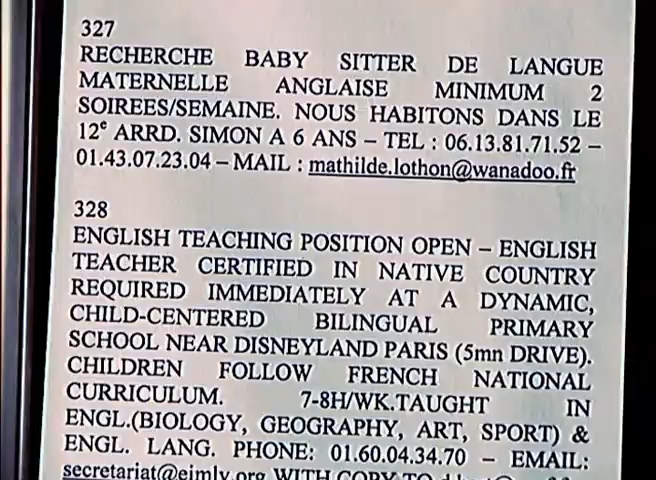 327
RECHERCHE BABY SITTER DE LANGUE
MATERNELLE ANGLAISE MINIMUM 2
SOIREES/SEMAINE. NOUS HABITONS DANS LE
12e ARRD. SIMON A 6 ANS – TEL : 06.13.81.71.52 –
01.43.07.23.04 – MAIL : mathilde.lothon@wanadoo.fr
328
ENGLISH TEACHING POSITION OPEN – ENGLISH
TEACHER CERTIFIED IN NATIVE COUNTRY
REQUIRED IMMEDIATELY AT A DYNAMIC,
CHILD-CENTERED BILINGUAL PRIMARY
SCHOOL NEAR DISNEYLAND PARIS (5mn DRIVE).
CHILDREN FOLLOW FRENCH NATIONAL
CURRICULUM. 7-8H/WK.TAUGHT IN
ENGL.(BIOLOGY, GEOGRAPHY, ART, SPORT) &
ENGL. LANG. PHONE: 01.60.04.34.70 – EMAIL:
WITH COPY TO